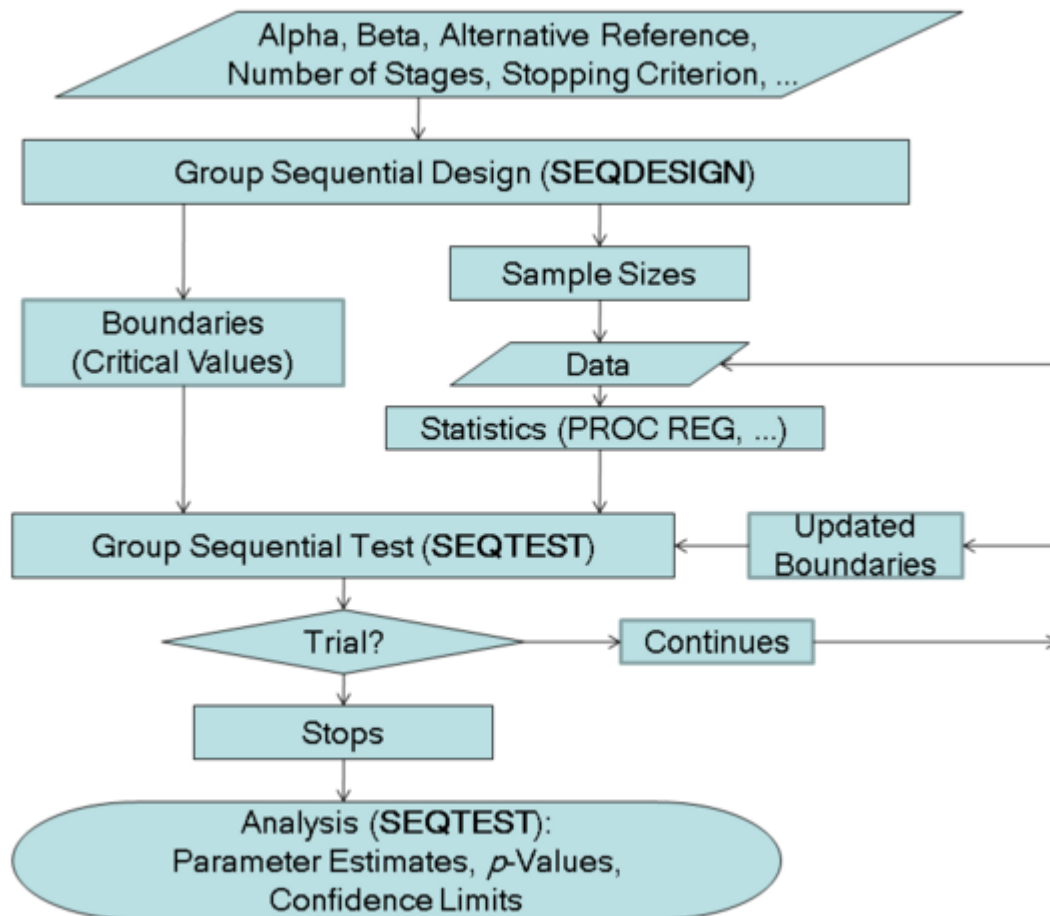 Alpha, Beta, Alternative Reference,
Number of Stages, Stopping Criterion, ...
Group Sequential Design (SEQDESIGN)
Sample Sizes
Boundaries
(Critical Values)
Data
Statistics (PROC REG, ...)
Group Sequential Test (SEQTEST)
Updated
Boundaries
Trial?
Continues
Stops
Analysis (SEQTEST):
Parameter Estimates, p-Values,
Confidence Limits